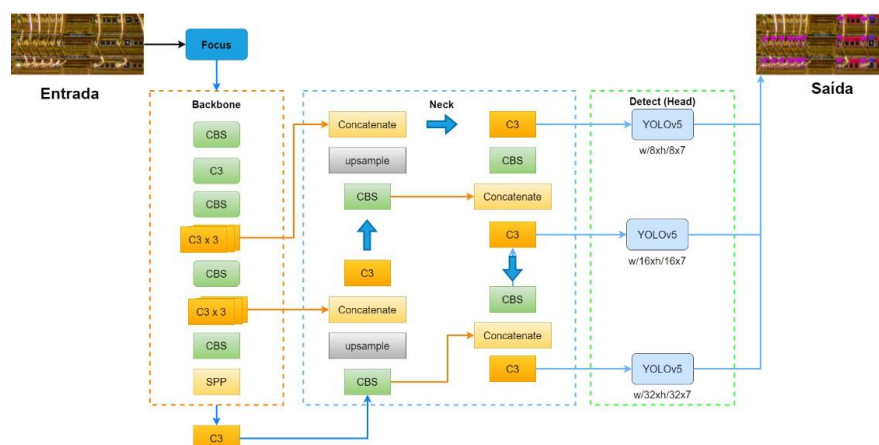 Entrada
Focus
Saída
Backbone
CBS
C3
CBS
C3 x 3
CBS
C3 x 3
CBS
SPP
C3
Neck
Concatenate
upsample
CBS
C3
Concatenate
upsample
CBS
C3
CBS
Concatenate
C3
CBS
Concatenate
C3
Detect (Head)
YOLOv5
w/8xh/8x7
YOLOv5
w/16xh/16x7
YOLOv5
w/32xh/32x7